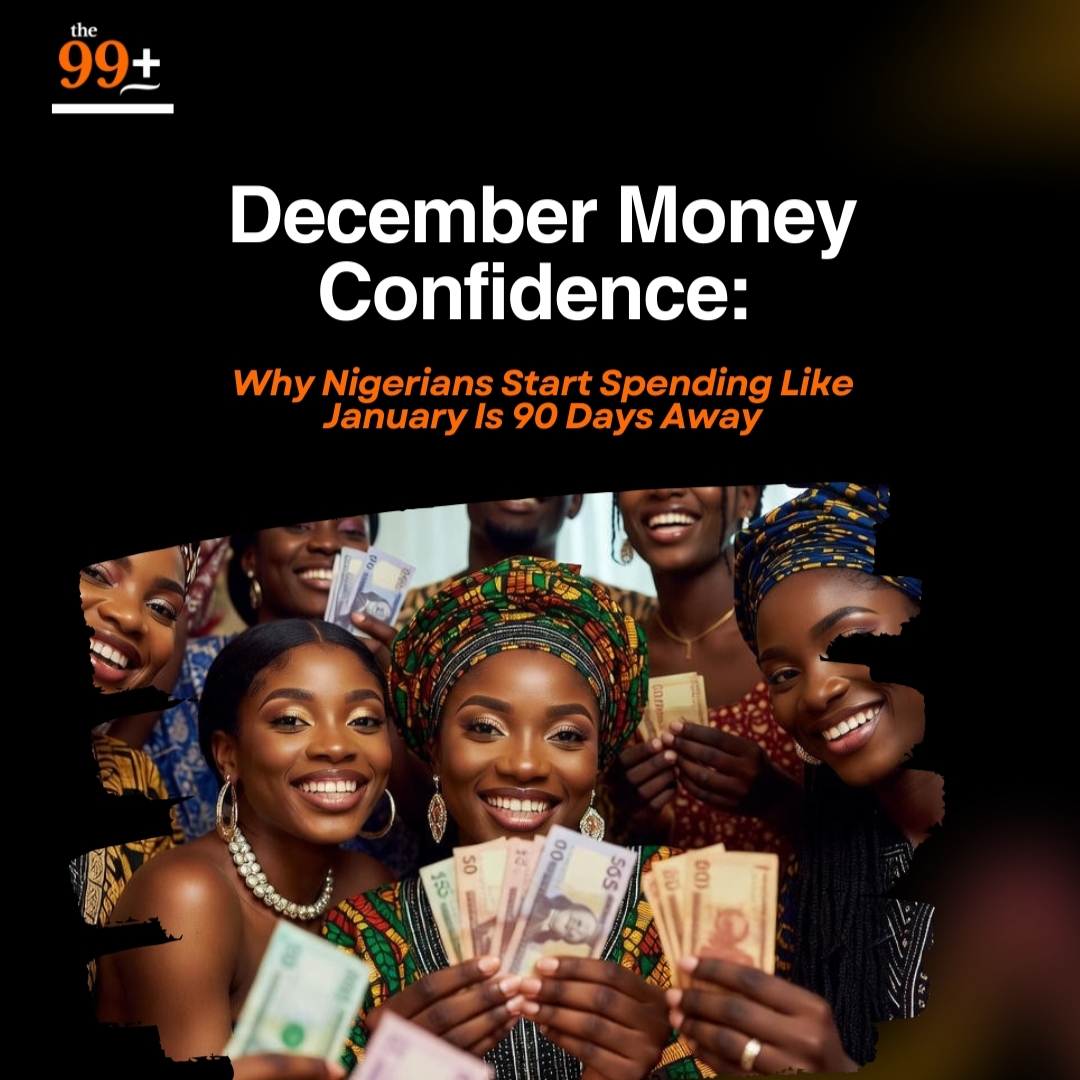 the
99+
December Money
Confidence:
Why Nigerians Start Spending Like
January Is 90 Days Away